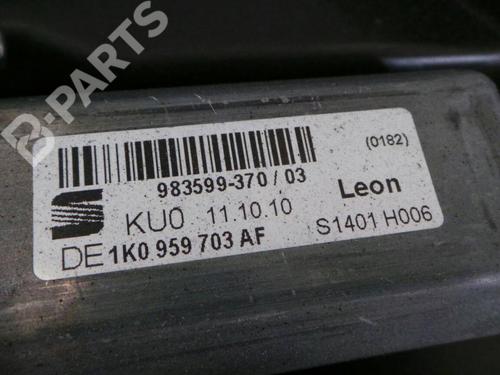 B-PARTS
(0182)
983599-370 / 03
Leon
KU0 11.10.10
S1401 H006
DE 1K0 959 703 AF